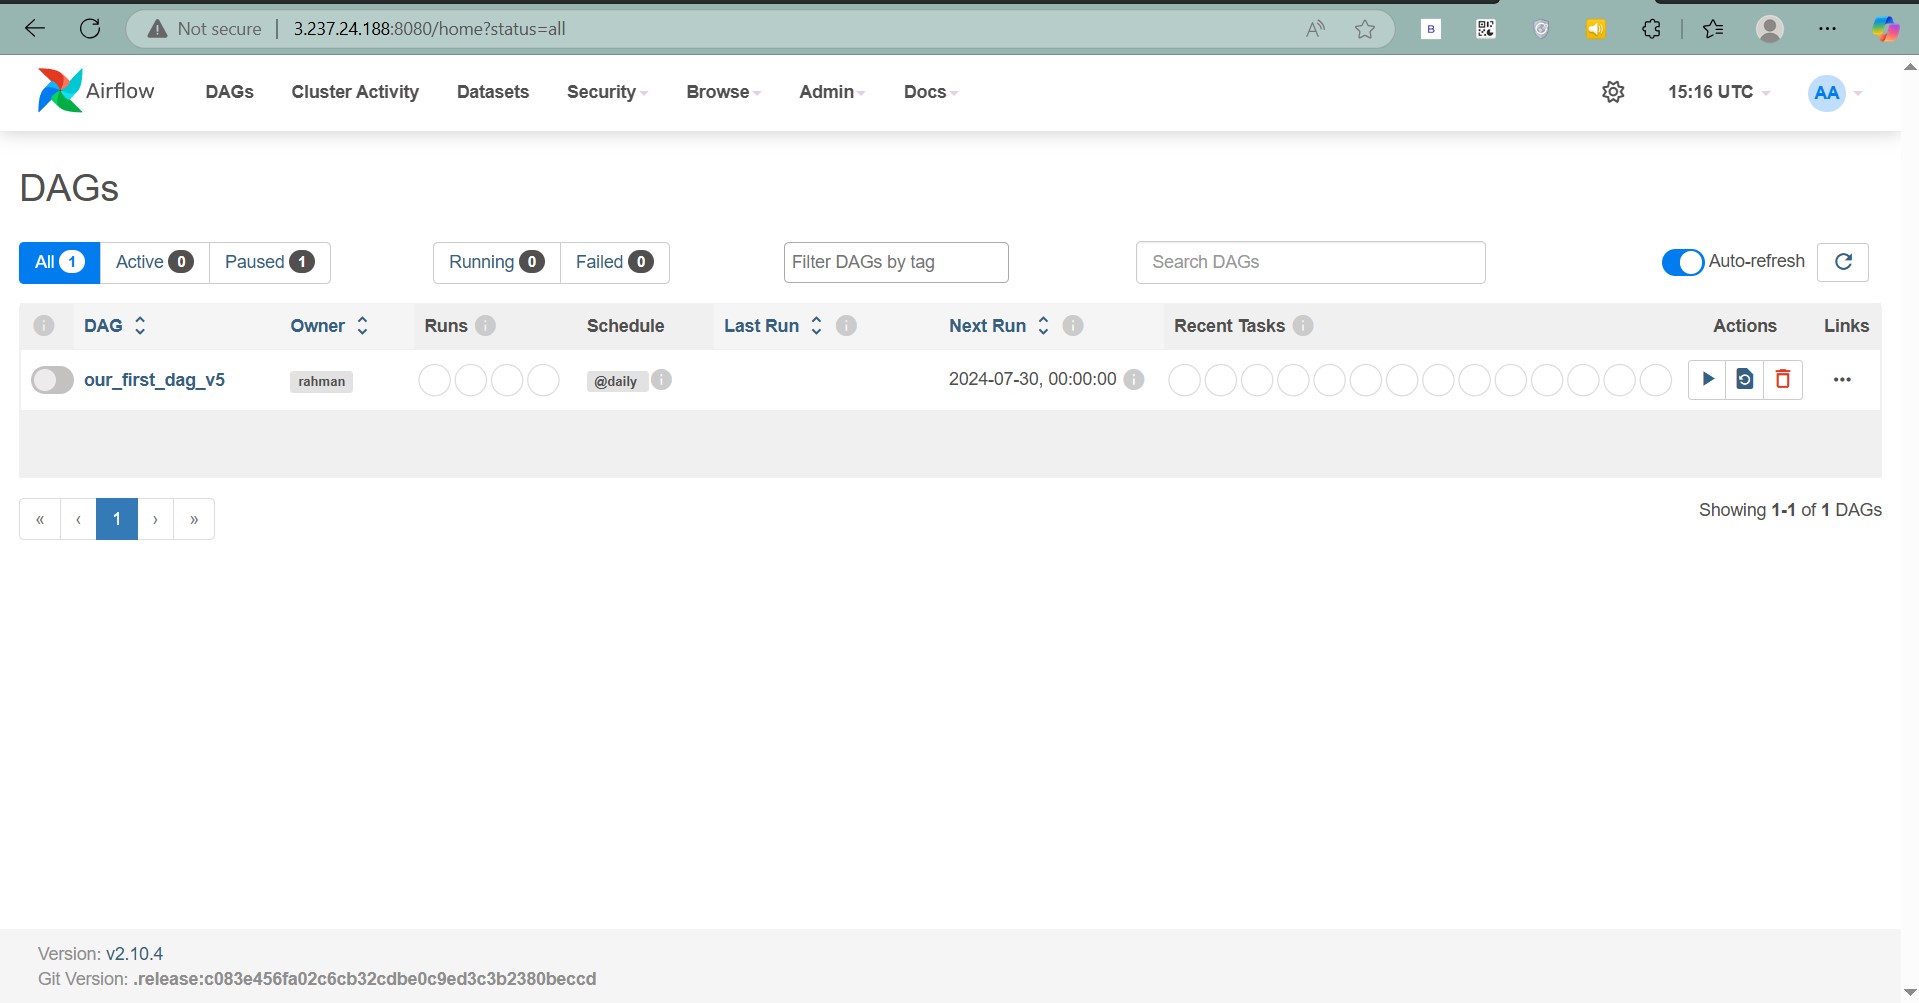 Not secure 3.237.24.188:8080/home?status=all B
Airflow DAGs Cluster Activity Datasets Security Browse Admin Docs 15:16 UTC AA
DAGs
All 1 Active 0 Paused 1 Running 0 Failed 0 Filter DAGs by tag Search DAGs Auto-refresh
DAG Owner Runs Schedule Last Run Next Run Recent Tasks Actions Links
our_first_dag_v5 rahman @daily 2024-07-30, 00:00:00
« ‹ 1 › »
Showing 1-1 of 1 DAGs
Version: v2.10.4
Git Version: .release:c083e456fa02c6cb32cdbe0c9ed3c3b2380beccd